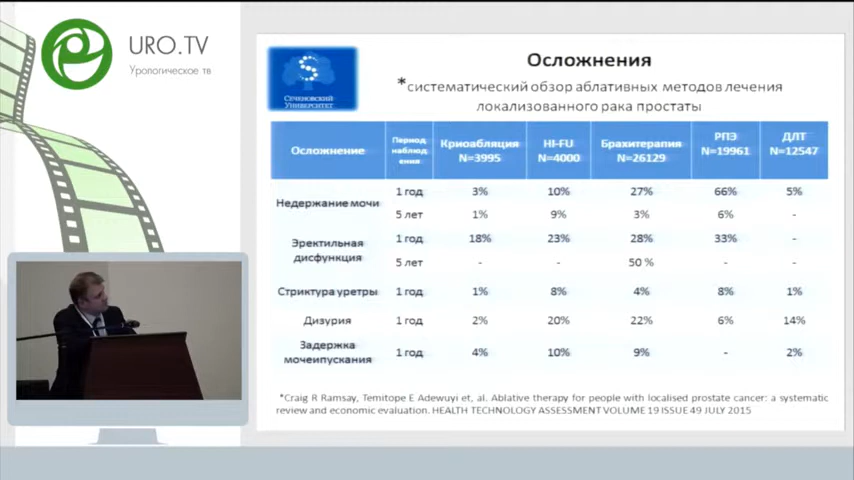 URO.TV
Урологическое тв
S
СЕЧЕНОВСКИЙ
УНИВЕРСИТЕТ
Осложнения
*систематический обзор аблативных методов лечения
локализованного рака простаты
Осложнение
Период
наблюд
ения
Криоабляция
N=3995
HI-FU
N=4000
Брахитерапия
N=26129
РПЭ
N=19961
ДЛТ
N=12547
Недержание мочи
1 год 3% 10% 27% 66% 5%
5 лет 1% 9% 3% 6% -
Эректильная
дисфункция
1 год 18% 23% 28% 33% -
5 лет - - 50 % - -
Стриктура уретры 1 год 1% 8% 4% 8% 1%
Дизурия 1 год 2% 20% 22% 6% 14%
Задержка
мочеиспускания
1 год 4% 10% 9% - 2%
*Craig R Ramsay, Temitope E Adewuyi et, al. Ablative therapy for people with localised prostate cancer: a systematic
review and economic evaluation. HEALTH TECHNOLOGY ASSESSMENT VOLUME 19 ISSUE 49 JULY 2015